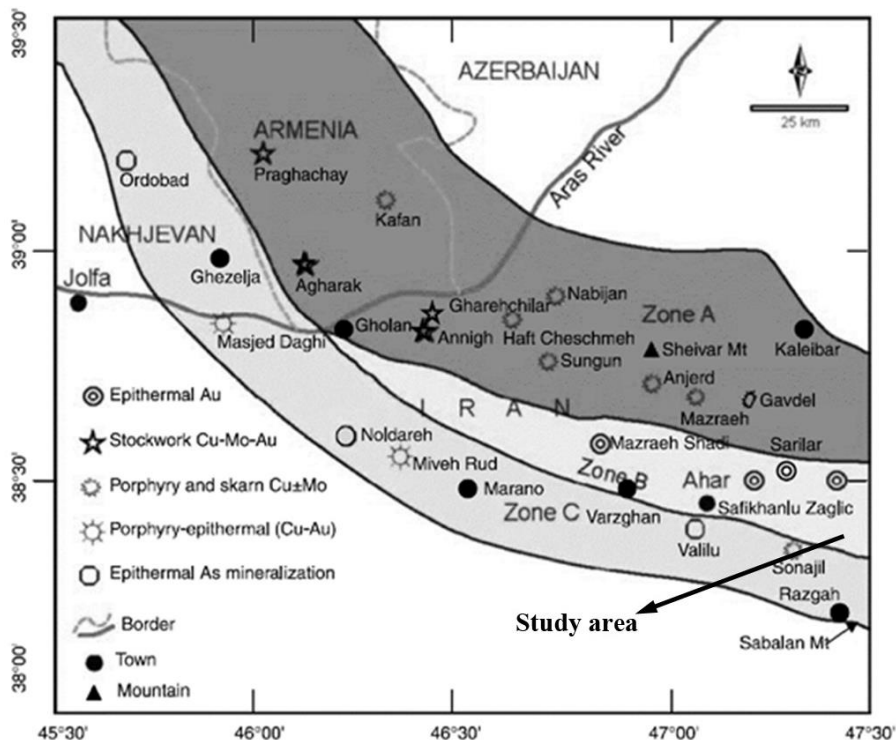 39°30'
39°00'
38°30'
38°00'
45°30'
46°00'
46°30'
47°00'
47°30'
AZERBAIJAN
25 km
ARMENIA
Praghachay
Ordobad
Kafan
Aras River
NAKHJEVAN
Ghezelja
Agharak
Jolfa
Nabijan
Gharehchilar
Zone A
Gholan
Annigh
Haft Cheschmeh
Masjed Daghi
Sheivar Mt
Kaleibar
Sungun
Anjerd
Gavdel
Mazraeh
I R A N
Epithermal Au
Stockwork Cu-Mo-Au
Porphyry and skarn Cu±Mo
Porphyry-epithermal (Cu-Au)
Epithermal As mineralization
Border
Town
Mountain
Noldareh
Mazraeh Shadi
Sarilar
Miveh Rud
Zone B
Ahar
Marano
Safikhanlu Zaglic
Zone C
Varzghan
Valilu
Sonajil
Study area
Razgah
Sabalan Mt